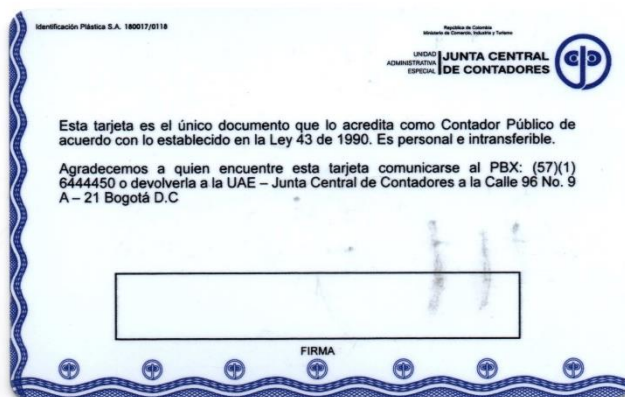 Identificación Plástica S.A. 180017/0118
República de Colombia
Ministerio de Comercio, Industria y Turismo
UNIDAD
ADMINISTRATIVA
ESPECIAL
JUNTA CENTRAL
DE CONTADORES
Esta tarjeta es el único documento que lo acredita como Contador Público de
acuerdo con lo establecido en la Ley 43 de 1990. Es personal e intransferible.
Agradecemos a quien encuentre esta tarjeta comunicarse al PBX: (57)(1)
6444450 o devolverla a la UAE – Junta Central de Contadores a la Calle 96 No. 9
A – 21 Bogotá D.C
FIRMA